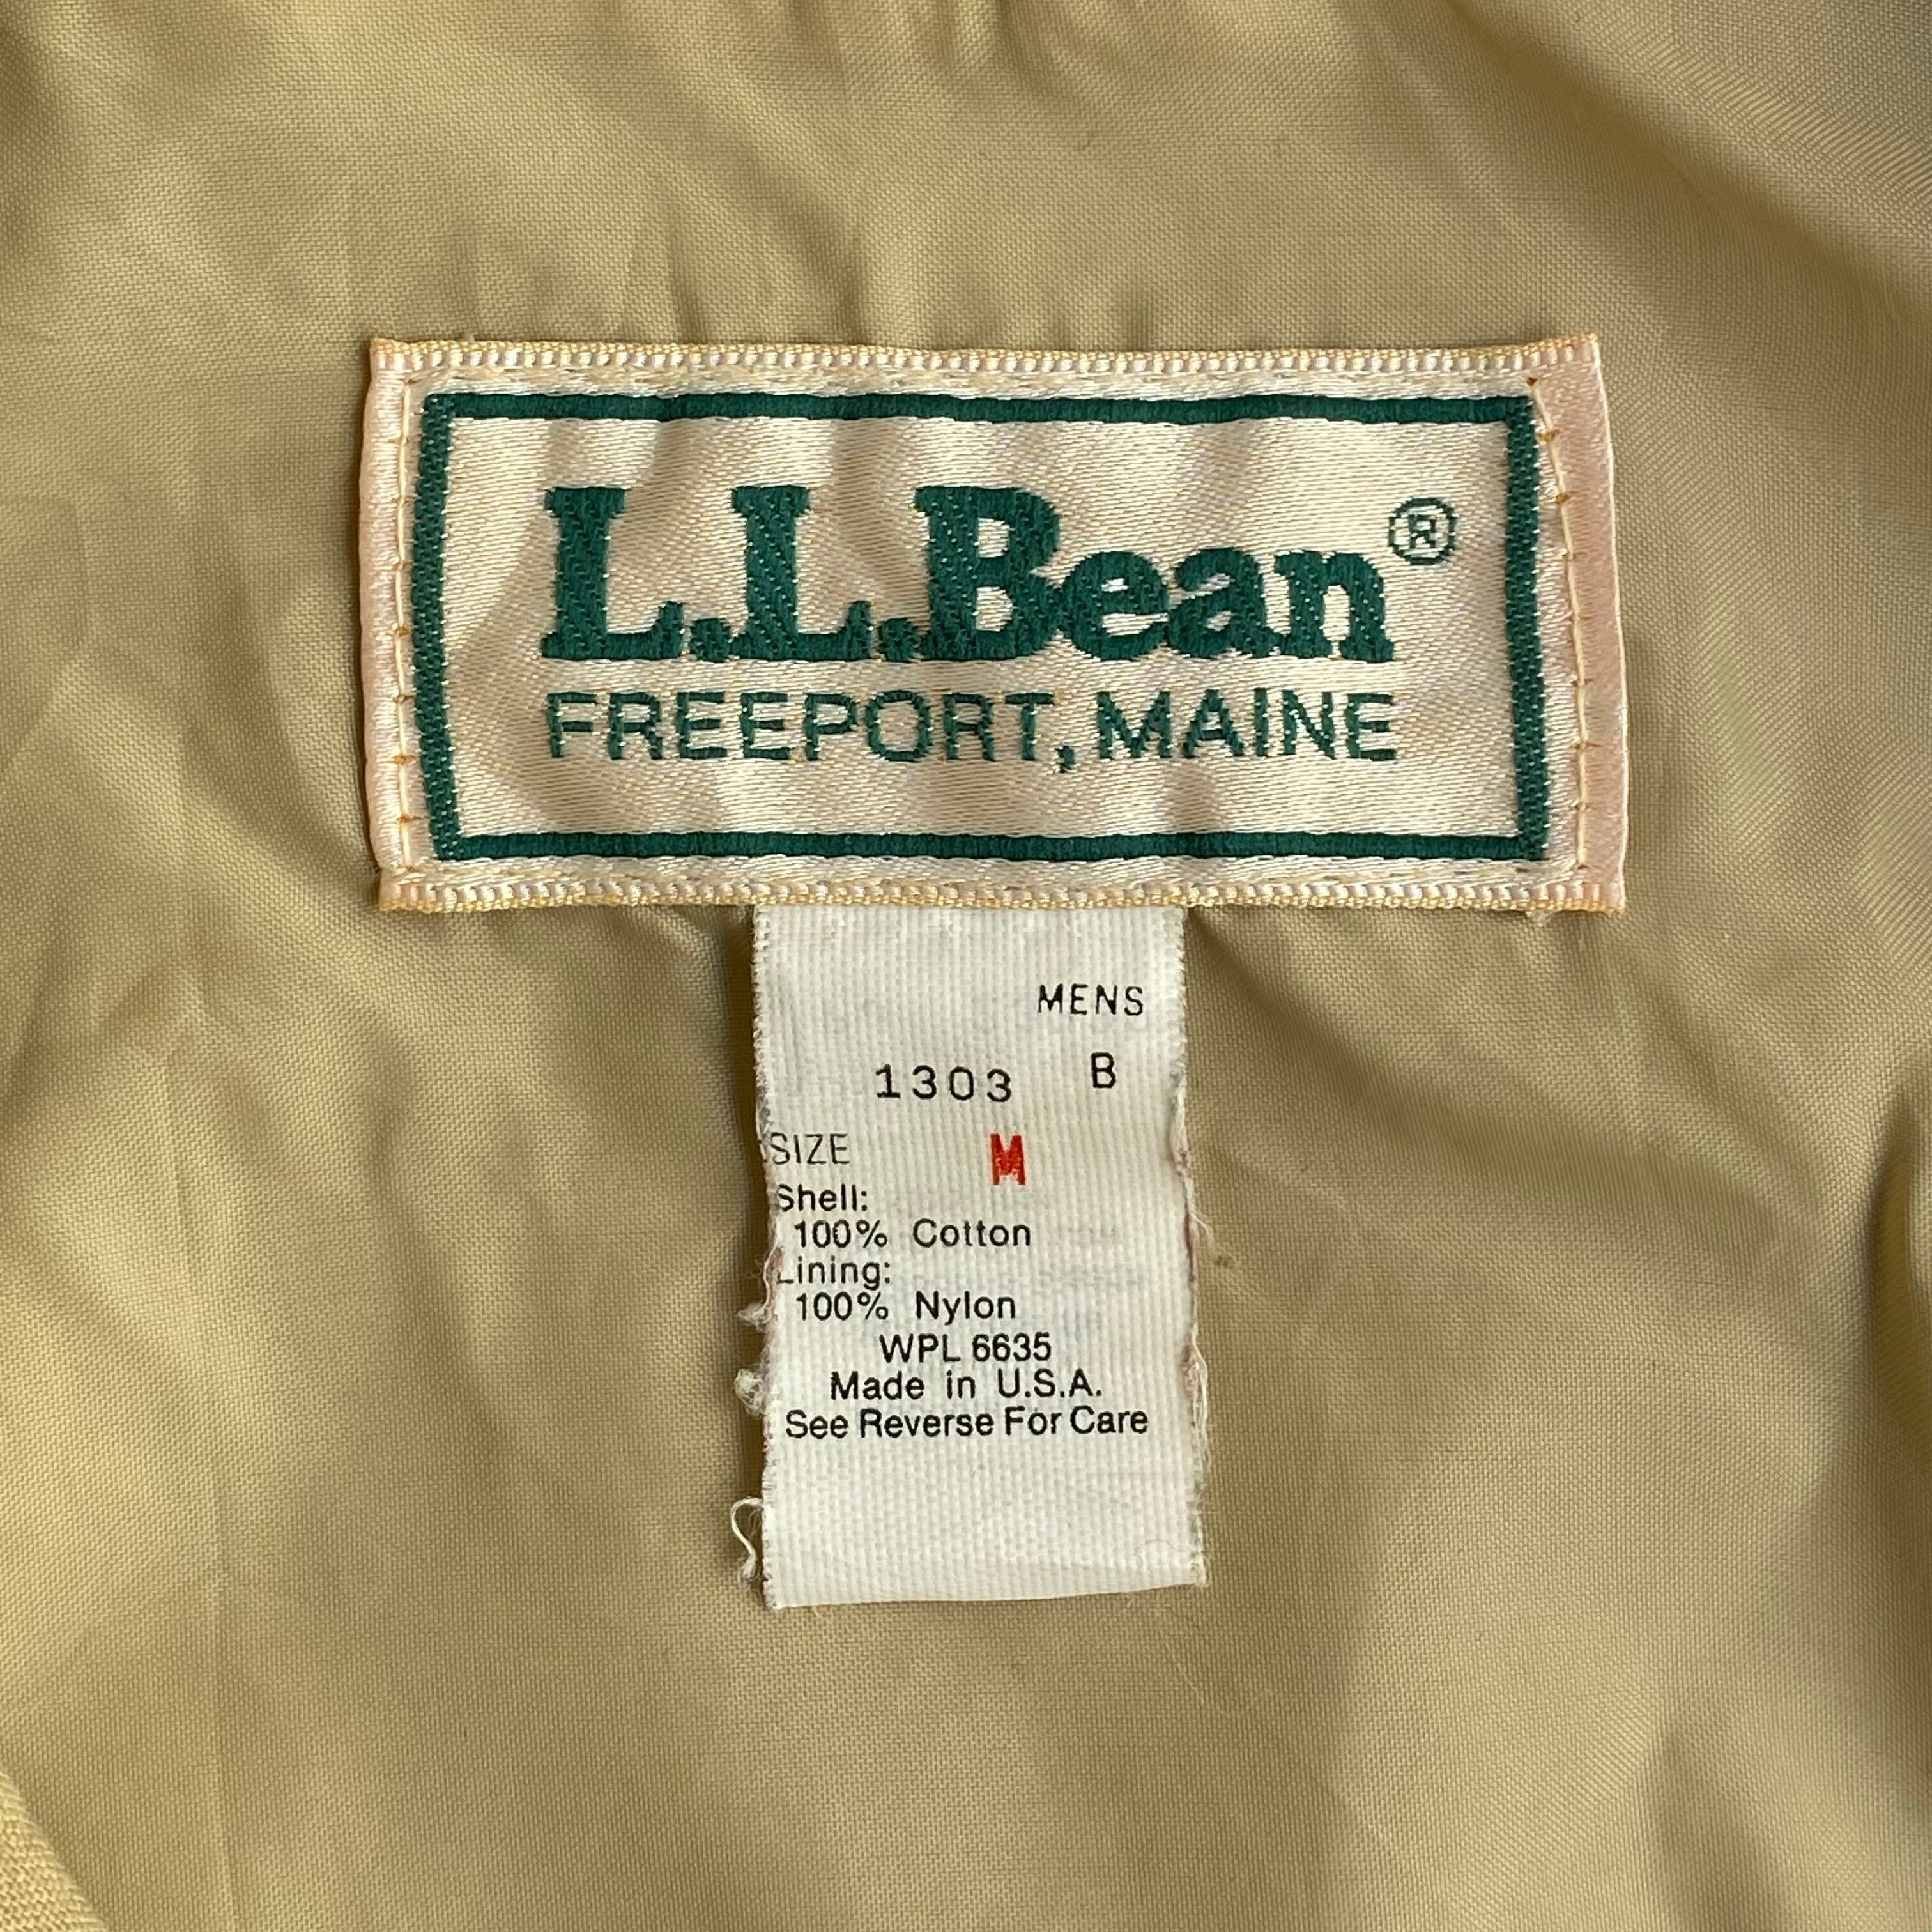 L.L.Bean®
FREEPORT, MAINE
MENS
1303 B
SIZE M
Shell:
100% Cotton
Lining:
100% Nylon
WPL 6635
Made in U.S.A.
See Reverse For Care